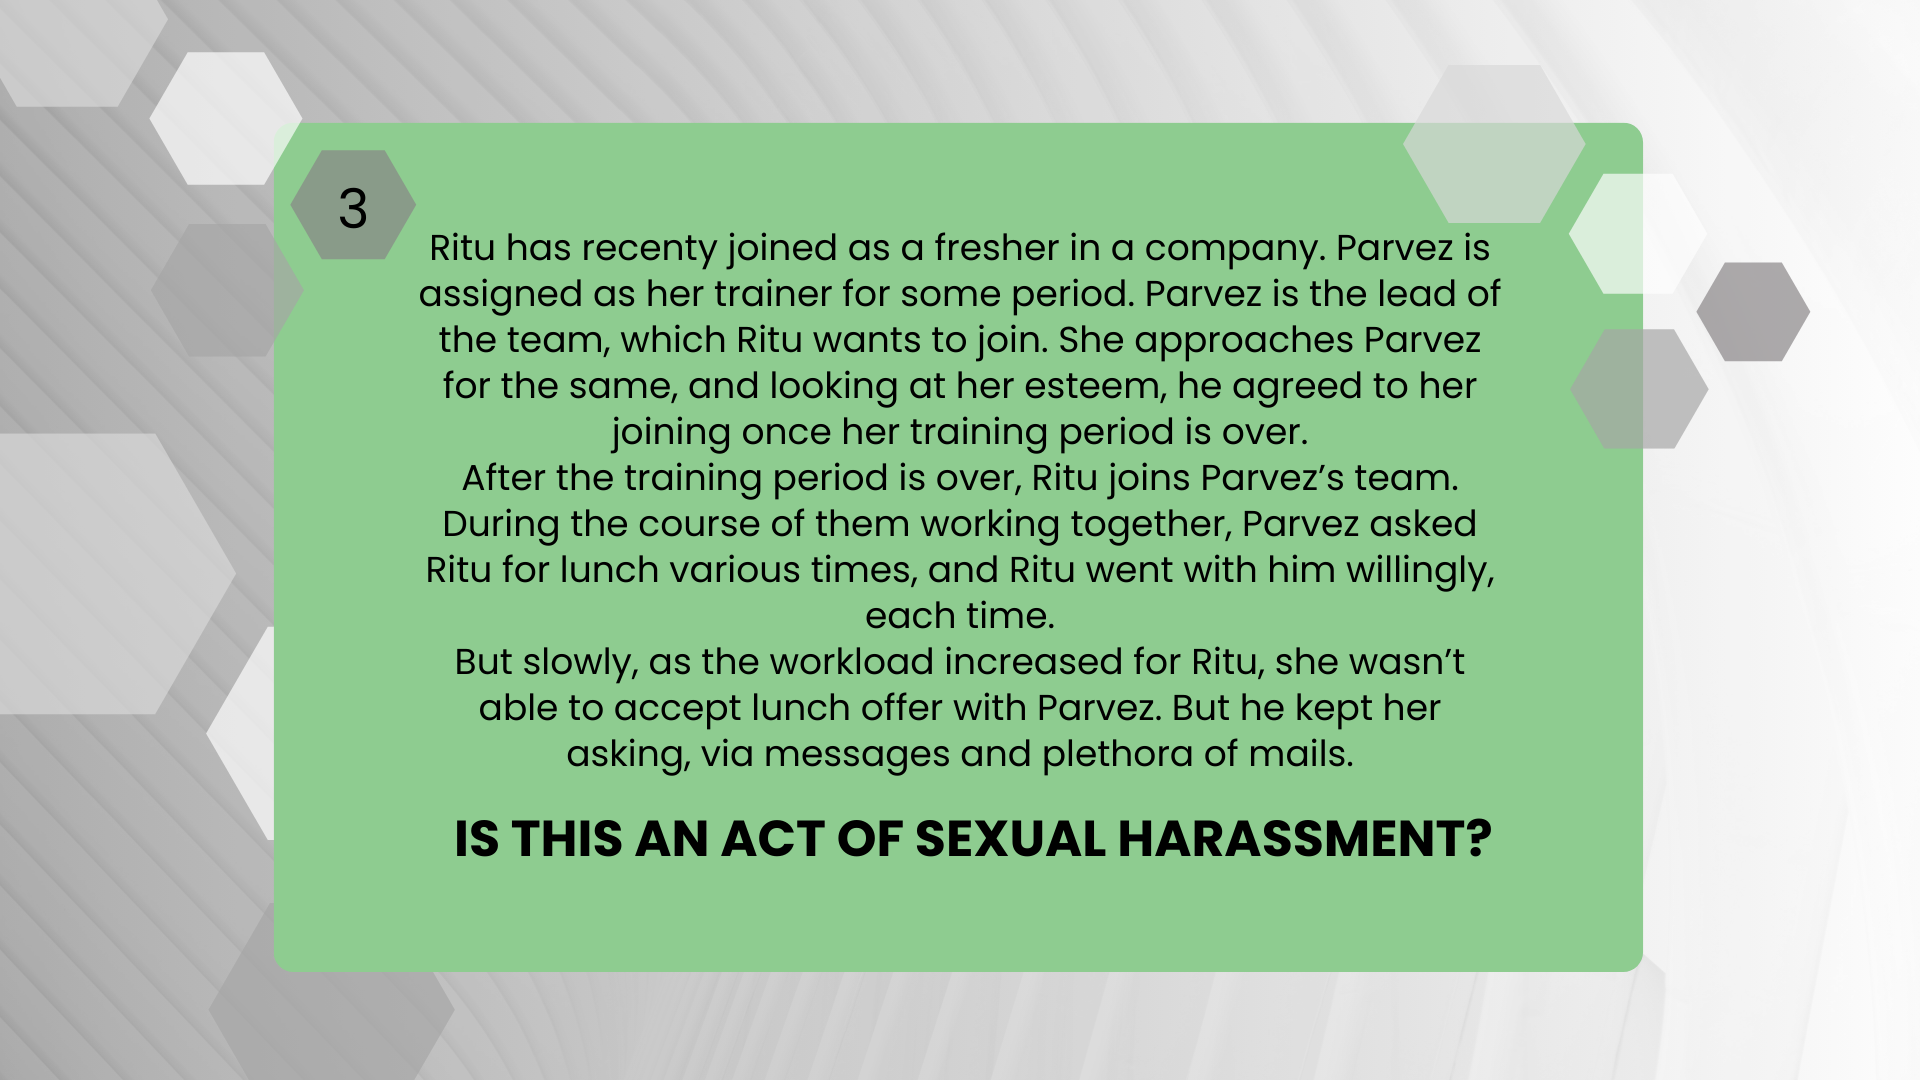 3
Ritu has recenty joined as a fresher in a company. Parvez is
assigned as her trainer for some period. Parvez is the lead of
the team, which Ritu wants to join. She approaches Parvez
for the same, and looking at her esteem, he agreed to her
joining once her training period is over.
After the training period is over, Ritu joins Parvez’s team.
During the course of them working together, Parvez asked
Ritu for lunch various times, and Ritu went with him willingly,
each time.
But slowly, as the workload increased for Ritu, she wasn’t
able to accept lunch offer with Parvez. But he kept her
asking, via messages and plethora of mails.
IS THIS AN ACT OF SEXUAL HARASSMENT?